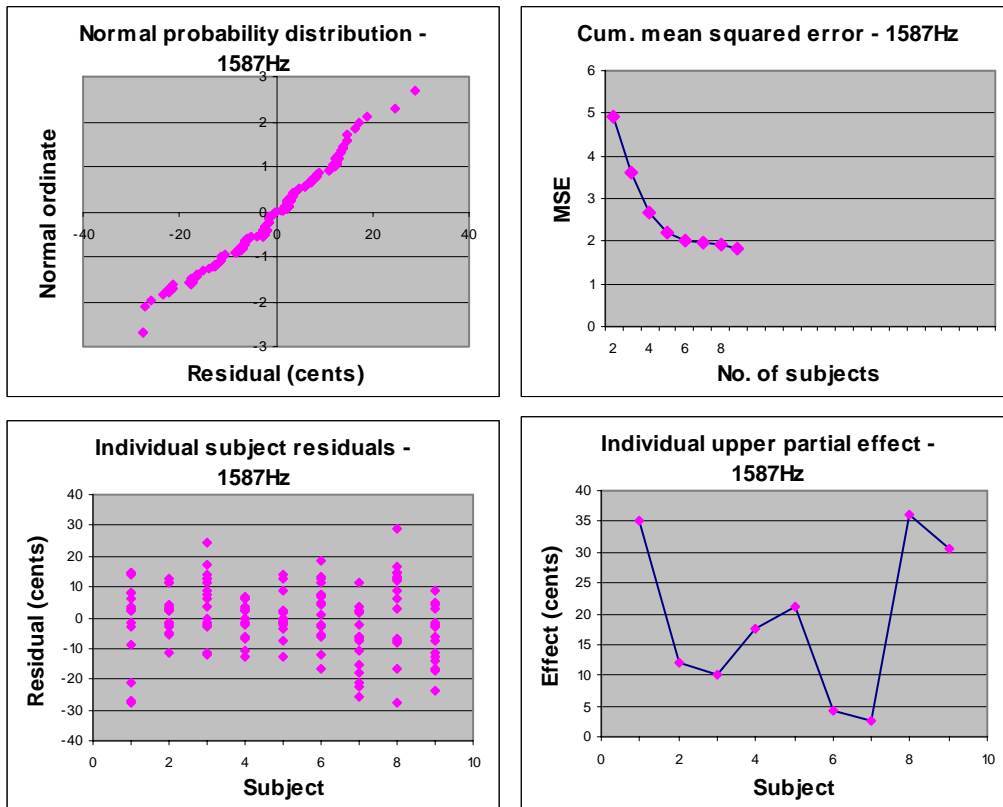 Normal probability distribution -
1587Hz
3
2
1
0
-1
-2
-3
-40 -20 0 20 40
Normal ordinate
Residual (cents)
Cum. mean squared error - 1587Hz
6
5
4
3
2
1
0
2 4 6 8
MSE
No. of subjects
Individual subject residuals -
1587Hz
40
30
20
10
0
-10
-20
-30
-40
0 2 4 6 8 10
Residual (cents)
Subject
Individual upper partial effect -
1587Hz
40
35
30
25
20
15
10
5
0
0 2 4 6 8 10
Effect (cents)
Subject